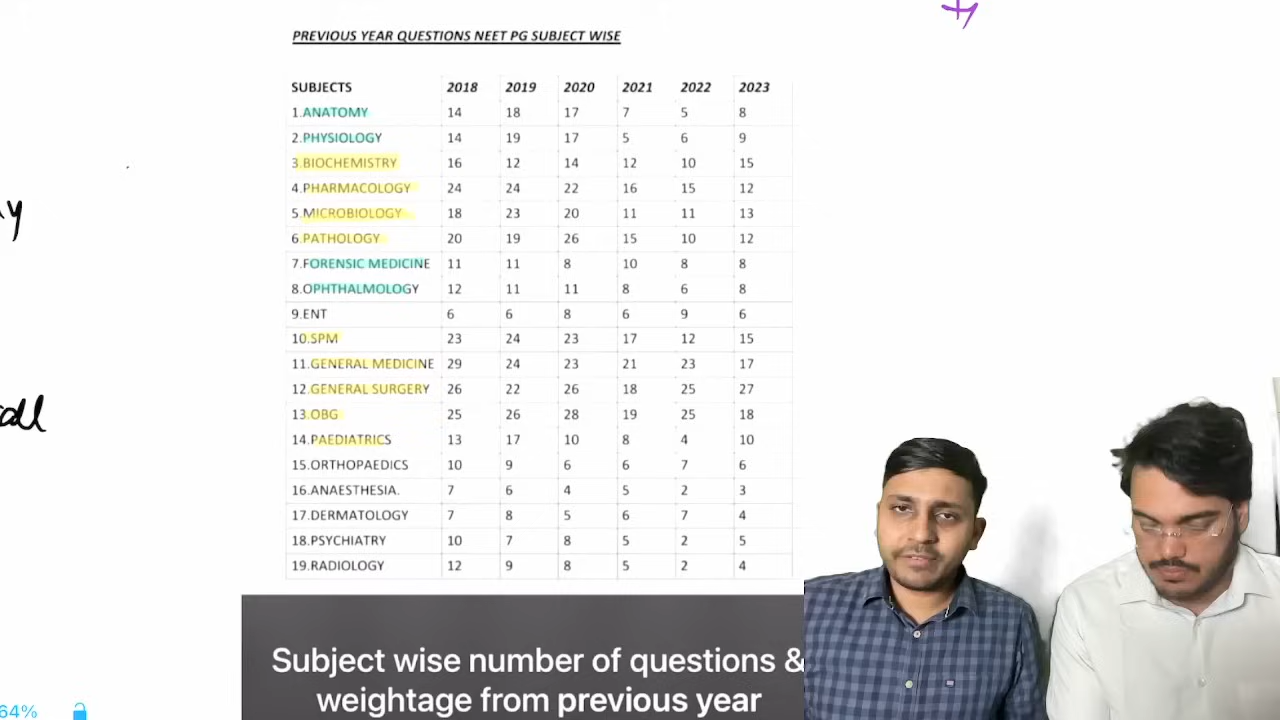 PREVIOUS YEAR QUESTIONS NEET PG SUBJECT WISE
SUBJECTS 2018 2019 2020 2021 2022 2023
1.ANATOMY 14 18 17 7 5 8
2.PHYSIOLOGY 14 19 17 5 6 9
3.BIOCHEMISTRY 16 12 14 12 10 15
4.PHARMACOLOGY 24 24 22 16 15 12
5.MICROBIOLOGY 18 23 20 11 11 13
6.PATHOLOGY 20 19 26 15 10 12
7.FORENSIC MEDICINE 11 11 8 10 8 8
8.OPHTHALMOLOGY 12 11 11 8 6 8
9.ENT 6 6 8 6 9 6
10.SPM 23 24 23 17 12 15
11.GENERAL MEDICINE 29 24 23 21 23 17
12.GENERAL SURGERY 26 22 26 18 25 27
13.OBG 25 26 28 19 25 18
14.PAEDIATRICS 13 17 10 8 4 10
15.ORTHOPAEDICS 10 9 6 6 7 6
16.ANAESTHESIA. 7 6 4 5 2 3
17.DERMATOLOGY 7 8 5 6 7 4
18.PSYCHIATRY 10 7 8 5 2 5
19.RADIOLOGY 12 9 8 5 2 4
Subject wise number of questions &
weightage from previous year
64%